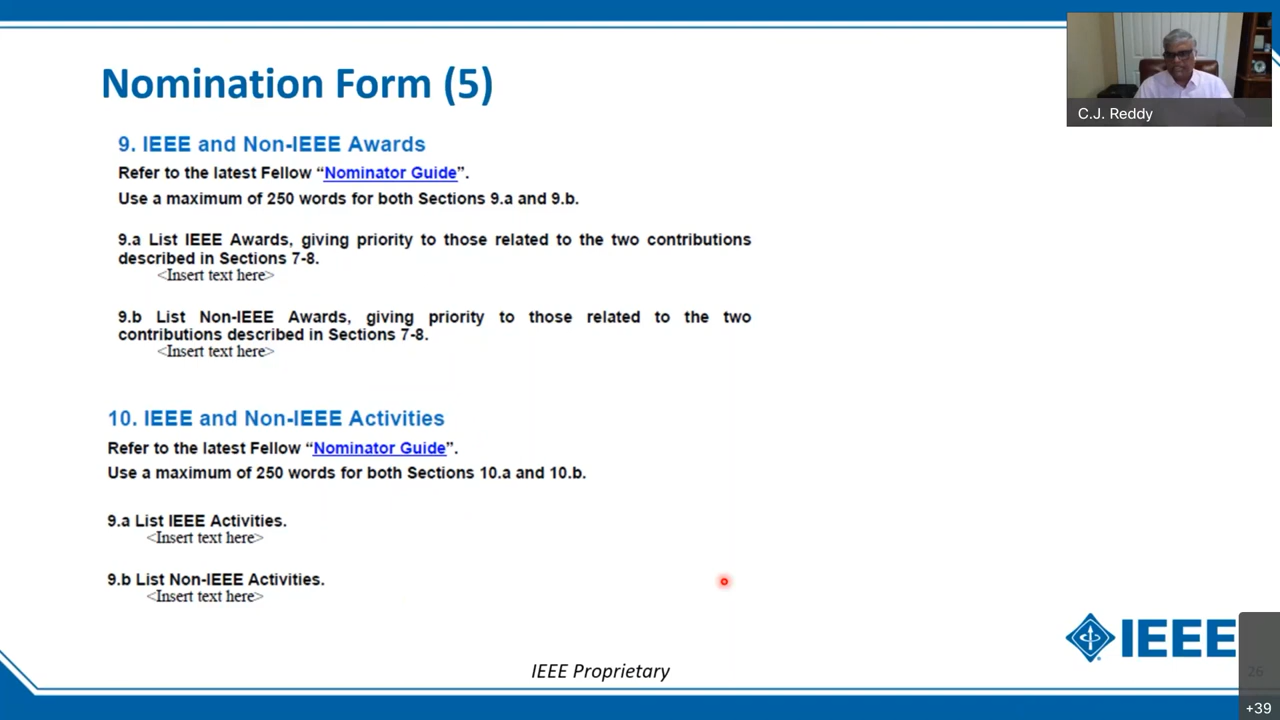 Nomination Form (5)
C.J. Reddy
9. IEEE and Non-IEEE Awards
Refer to the latest Fellow “Nominator Guide”.
Use a maximum of 250 words for both Sections 9.a and 9.b.
9.a List IEEE Awards, giving priority to those related to the two contributions
described in Sections 7-8.
<Insert text here>
9.b List Non-IEEE Awards, giving priority to those related to the two
contributions described in Sections 7-8.
<Insert text here>
10. IEEE and Non-IEEE Activities
Refer to the latest Fellow “Nominator Guide”.
Use a maximum of 250 words for both Sections 10.a and 10.b.
9.a List IEEE Activities.
<Insert text here>
9.b List Non-IEEE Activities.
<Insert text here>
IEEE
IEEE Proprietary
26
+39